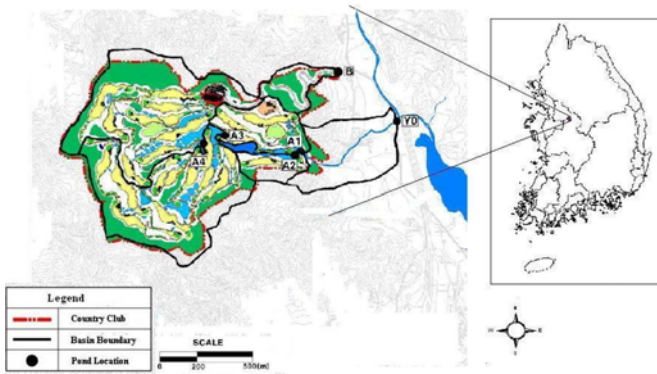 B
YD
A3
A1
A4
A2
Legend
Country Club
Basin Boundary
Pond Location
SCALE
0 200 500(m)
N
W E
S